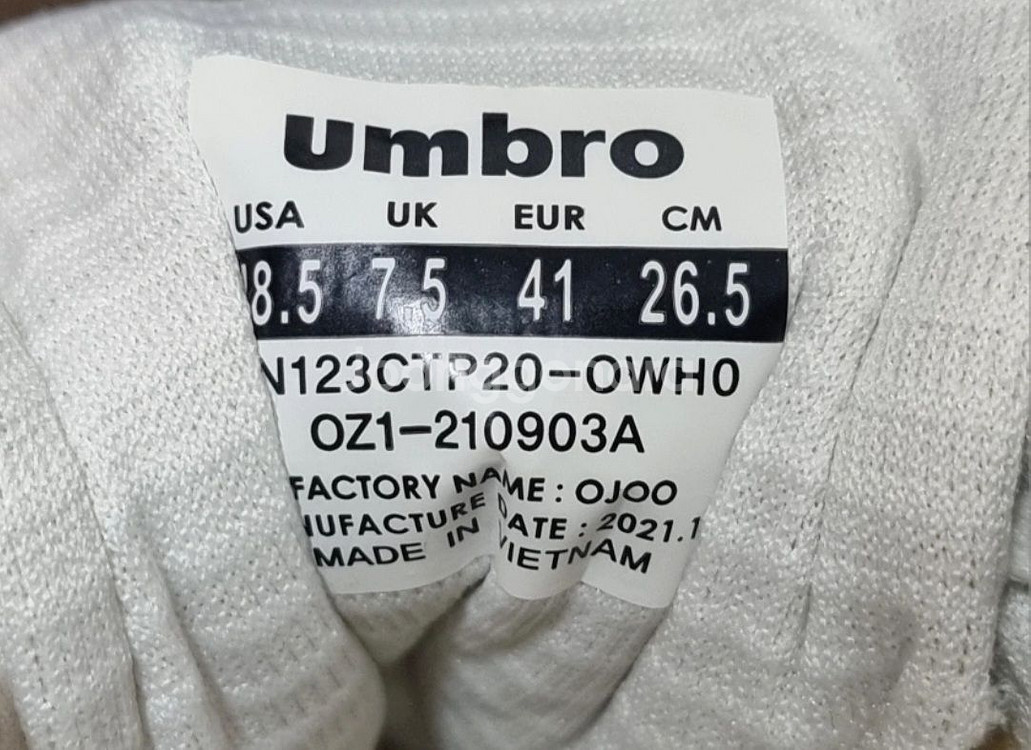 umbro
USA UK EUR CM
8.5 7.5 41 26.5
N123CTP20-OWH0
OZ1-210903A
FACTORY NAME : OJOO
NUFACTURE DATE : 2021.1
MADE IN VIETNAM